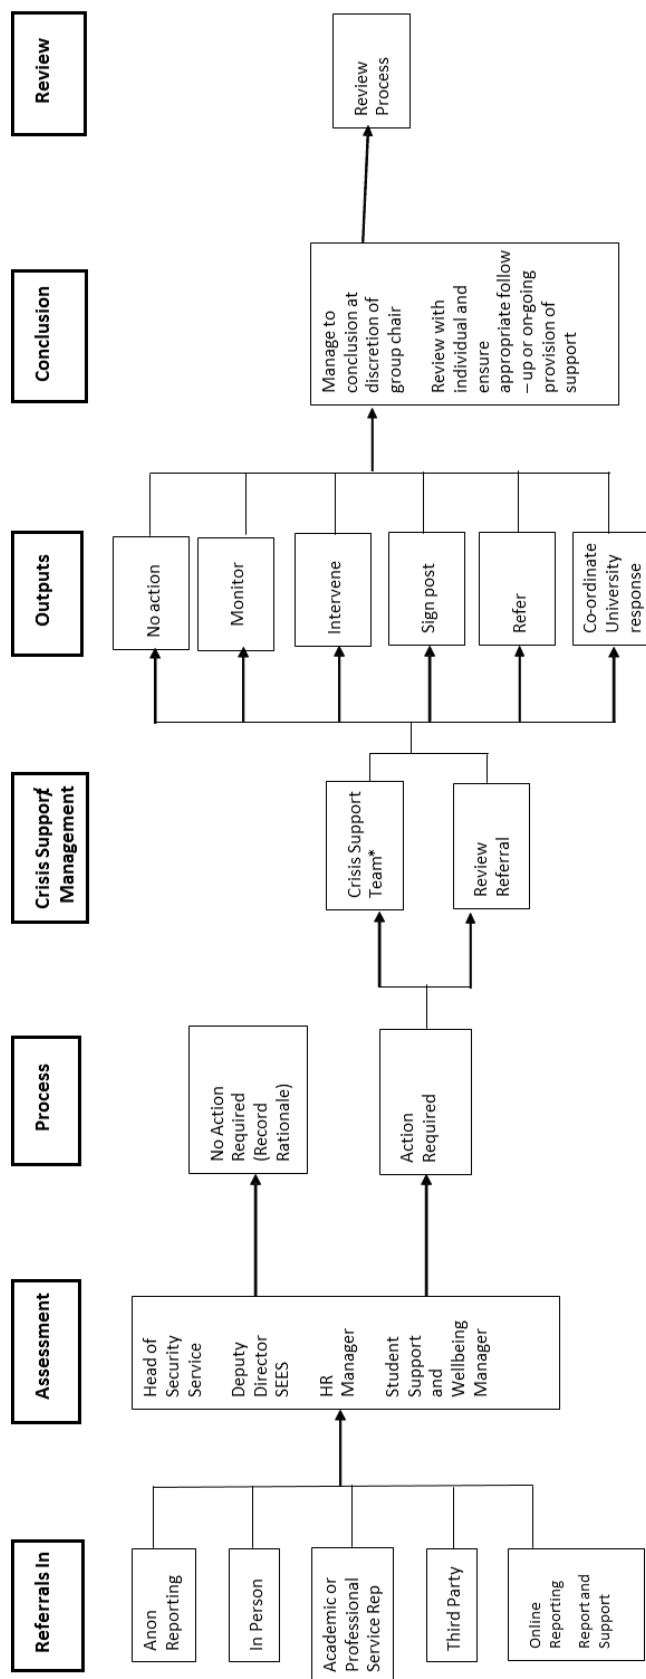 Referrals In
Anon
Reporting
In Person
Academic or
Professional
Service Rep
Third Party
Online
Reporting
Report and
Support
Assessment
Head of
Security
Service
Deputy
Director
SEES
HR
Manager
Student
Support
and
Wellbeing
Manager
Process
No Action
Required
(Record
Rationale)
Action
Required
Crisis Support/
Management
Crisis Support
Team*
Review
Referral
Outputs
No action
Monitor
Intervene
Sign post
Refer
Co-ordinate
University
response
Conclusion
Manage to
conclusion at
discretion of
group chair
Review with
individual and
ensure
appropriate follow
– up or on-going
provision of
support
Review
Review
Process